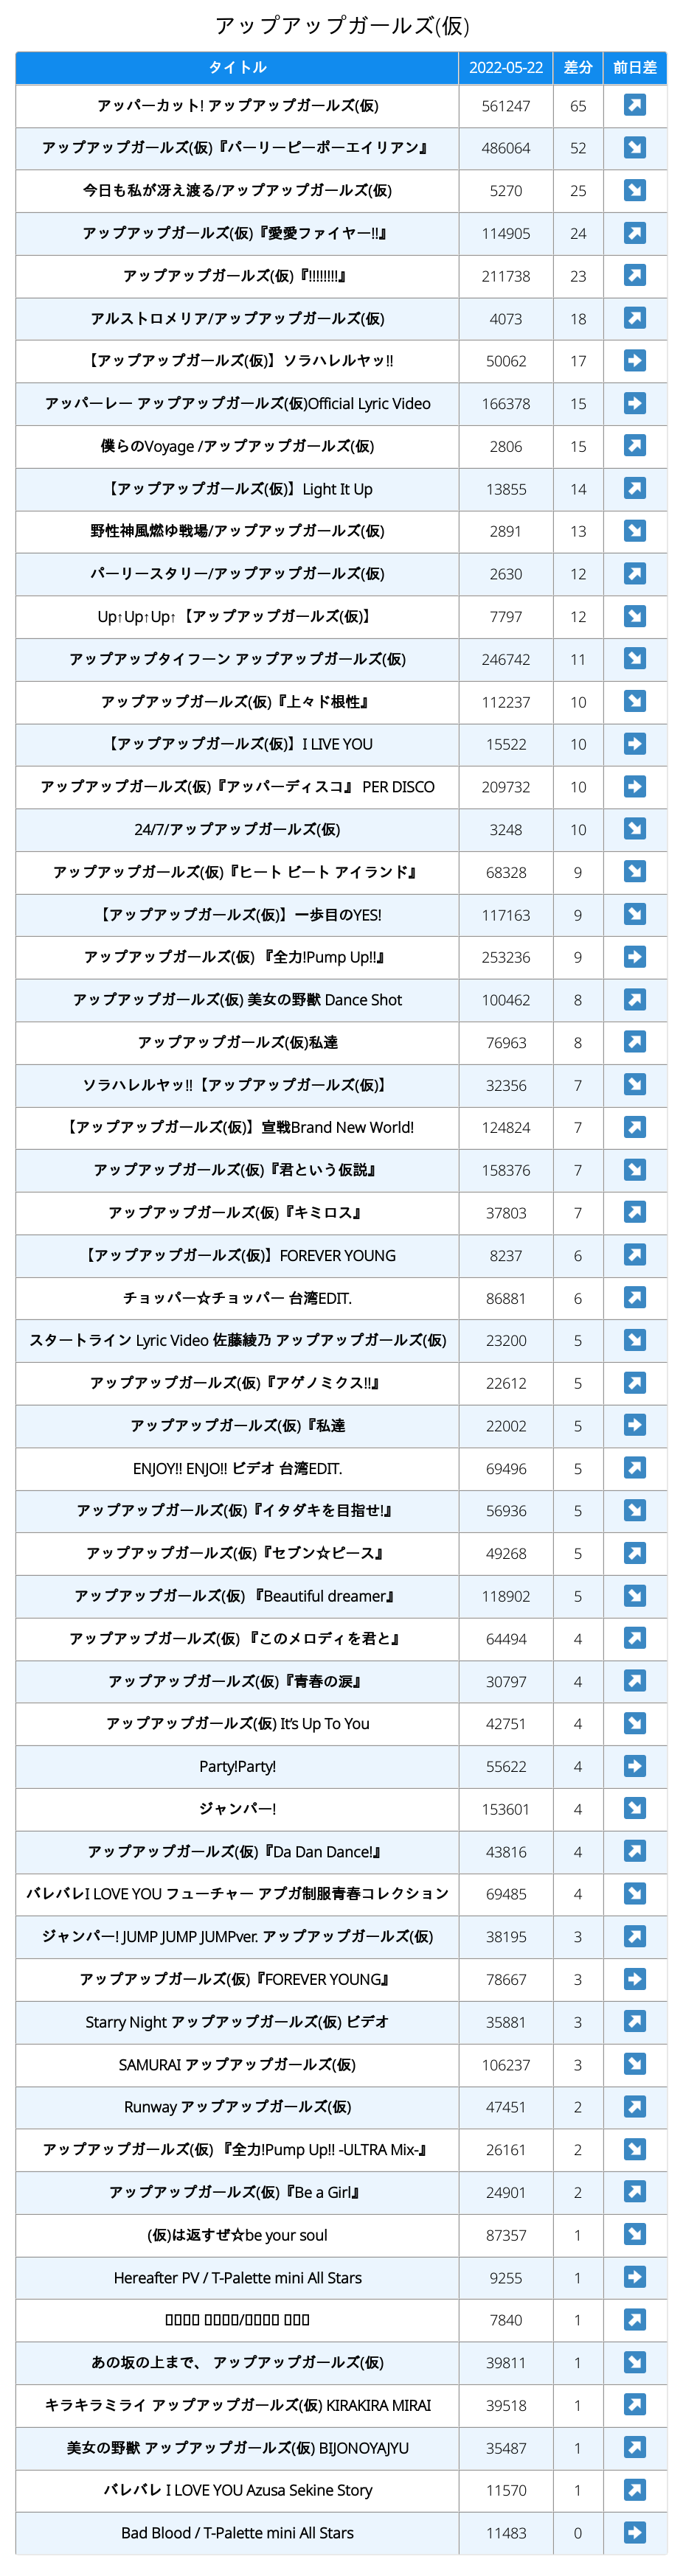 アップアップガールズ(仮)
タイトル 2022-05-22 差分 前日差
アッパーカット! アップアップガールズ(仮) 561247 65 ↗
アップアップガールズ(仮)『パーリーピーポーエイリアン』 486064 52 ↘
今日も私が冴え渡る/アップアップガールズ(仮) 5270 25 ↘
アップアップガールズ(仮)『愛愛ファイヤー!!』 114905 24 ↗
アップアップガールズ(仮)『!!!!!!!!』 211738 23 ↗
アルストロメリア/アップアップガールズ(仮) 4073 18 ↗
【アップアップガールズ(仮)】ソラハレルヤッ!! 50062 17 ➡
アッパーレー アップアップガールズ(仮)Official Lyric Video 166378 15 ➡
僕らのVoyage /アップアップガールズ(仮) 2806 15 ↗
【アップアップガールズ(仮)】Light It Up 13855 14 ↗
野性神風燃ゆ戦場/アップアップガールズ(仮) 2891 13 ↘
パーリースタリー/アップアップガールズ(仮) 2630 12 ↗
Up↑Up↑Up↑【アップアップガールズ(仮)】 7797 12 ↘
アップアップタイフーン アップアップガールズ(仮) 246742 11 ↘
アップアップガールズ(仮)『上々ド根性』 112237 10 ↘
【アップアップガールズ(仮)】I LIVE YOU 15522 10 ➡
アップアップガールズ(仮)『アッパーディスコ』 PER DISCO 209732 10 ➡
24/7/アップアップガールズ(仮) 3248 10 ↘
アップアップガールズ(仮)『ヒート ビート アイランド』 68328 9 ↘
【アップアップガールズ(仮)】一歩目のYES! 117163 9 ↘
アップアップガールズ(仮) 『全力!Pump Up!!』 253236 9 ➡
アップアップガールズ(仮) 美女の野獣 Dance Shot 100462 8 ↗
アップアップガールズ(仮)私達 76963 8 ↗
ソラハレルヤッ!!【アップアップガールズ(仮)】 32356 7 ↘
【アップアップガールズ(仮)】宣戦Brand New World! 124824 7 ↗
アップアップガールズ(仮)『君という仮説』 158376 7 ↘
アップアップガールズ(仮)『キミロス』 37803 7 ↗
【アップアップガールズ(仮)】FOREVER YOUNG 8237 6 ↗
チョッパー☆チョッパー 台湾EDIT. 86881 6 ↗
スタートライン Lyric Video 佐藤綾乃 アップアップガールズ(仮) 23200 5 ↘
アップアップガールズ(仮)『アゲノミクス!!』 22612 5 ↗
アップアップガールズ(仮)『私達 22002 5 ➡
ENJOY!! ENJO!! ビデオ 台湾EDIT. 69496 5 ↗
アップアップガールズ(仮)『イタダキを目指せ!』 56936 5 ↘
アップアップガールズ(仮)『セブン☆ピース』 49268 5 ↗
アップアップガールズ(仮) 『Beautiful dreamer』 118902 5 ↘
アップアップガールズ(仮) 『このメロディを君と』 64494 4 ↗
アップアップガールズ(仮)『青春の涙』 30797 4 ↗
アップアップガールズ(仮) It's Up To You 42751 4 ↘
Party!Party! 55622 4 ➡
ジャンパー! 153601 4 ↘
アップアップガールズ(仮)『Da Dan Dance!』 43816 4 ↗
バレバレI LOVE YOU フューチャー アプガ制服青春コレクション 69485 4 ↘
ジャンパー! JUMP JUMP JUMPver. アップアップガールズ(仮) 38195 3 ↗
アップアップガールズ(仮)『FOREVER YOUNG』 78667 3 ➡
Starry Night アップアップガールズ(仮) ビデオ 35881 3 ↗
SAMURAI アップアップガールズ(仮) 106237 3 ↘
Runway アップアップガールズ(仮) 47451 2 ↗
アップアップガールズ(仮) 『全力!Pump Up!! -ULTRA Mix-』 26161 2 ↘
アップアップガールズ(仮)『Be a Girl』 24901 2 ↗
(仮)は返すぜ☆be your soul 87357 1 ↘
Hereafter PV / T-Palette mini All Stars 9255 1 ➡
/ 7840 1 ↗
あの坂の上まで、 アップアップガールズ(仮) 39811 1 ↘
キラキラミライ アップアップガールズ(仮) KIRAKIRA MIRAI 39518 1 ↗
美女の野獣 アップアップガールズ(仮) BIJONOYAJYU 35487 1 ↗
バレバレ I LOVE YOU Azusa Sekine Story 11570 1 ↗
Bad Blood / T-Palette mini All Stars 11483 0 ➡